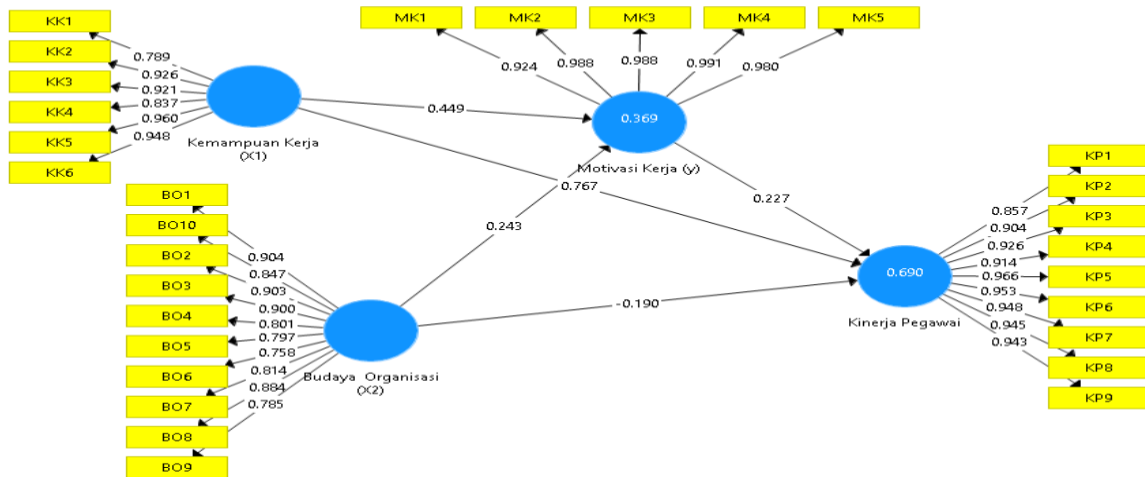 KK1
KK2
KK3
KK4
KK5
KK6
0.789
0.926
0.921
0.837
0.960
0.948
Kemampuan Kerja
(X1)
MK1
MK2
MK3
MK4
MK5
0.924
0.988
0.988
0.991
0.980
0.369
Motivasi Kerja (y)
0.449
0.767
0.243
0.227
-0.190
BO1
BO10
BO2
BO3
BO4
BO5
BO6
BO7
BO8
BO9
0.904
0.847
0.903
0.900
0.801
0.797
0.758
0.814
0.884
0.785
Budaya Organisasi
(X2)
0.690
Kinerja Pegawai
0.857
0.904
0.926
0.914
0.966
0.953
0.948
0.945
0.943
KP1
KP2
KP3
KP4
KP5
KP6
KP7
KP8
KP9